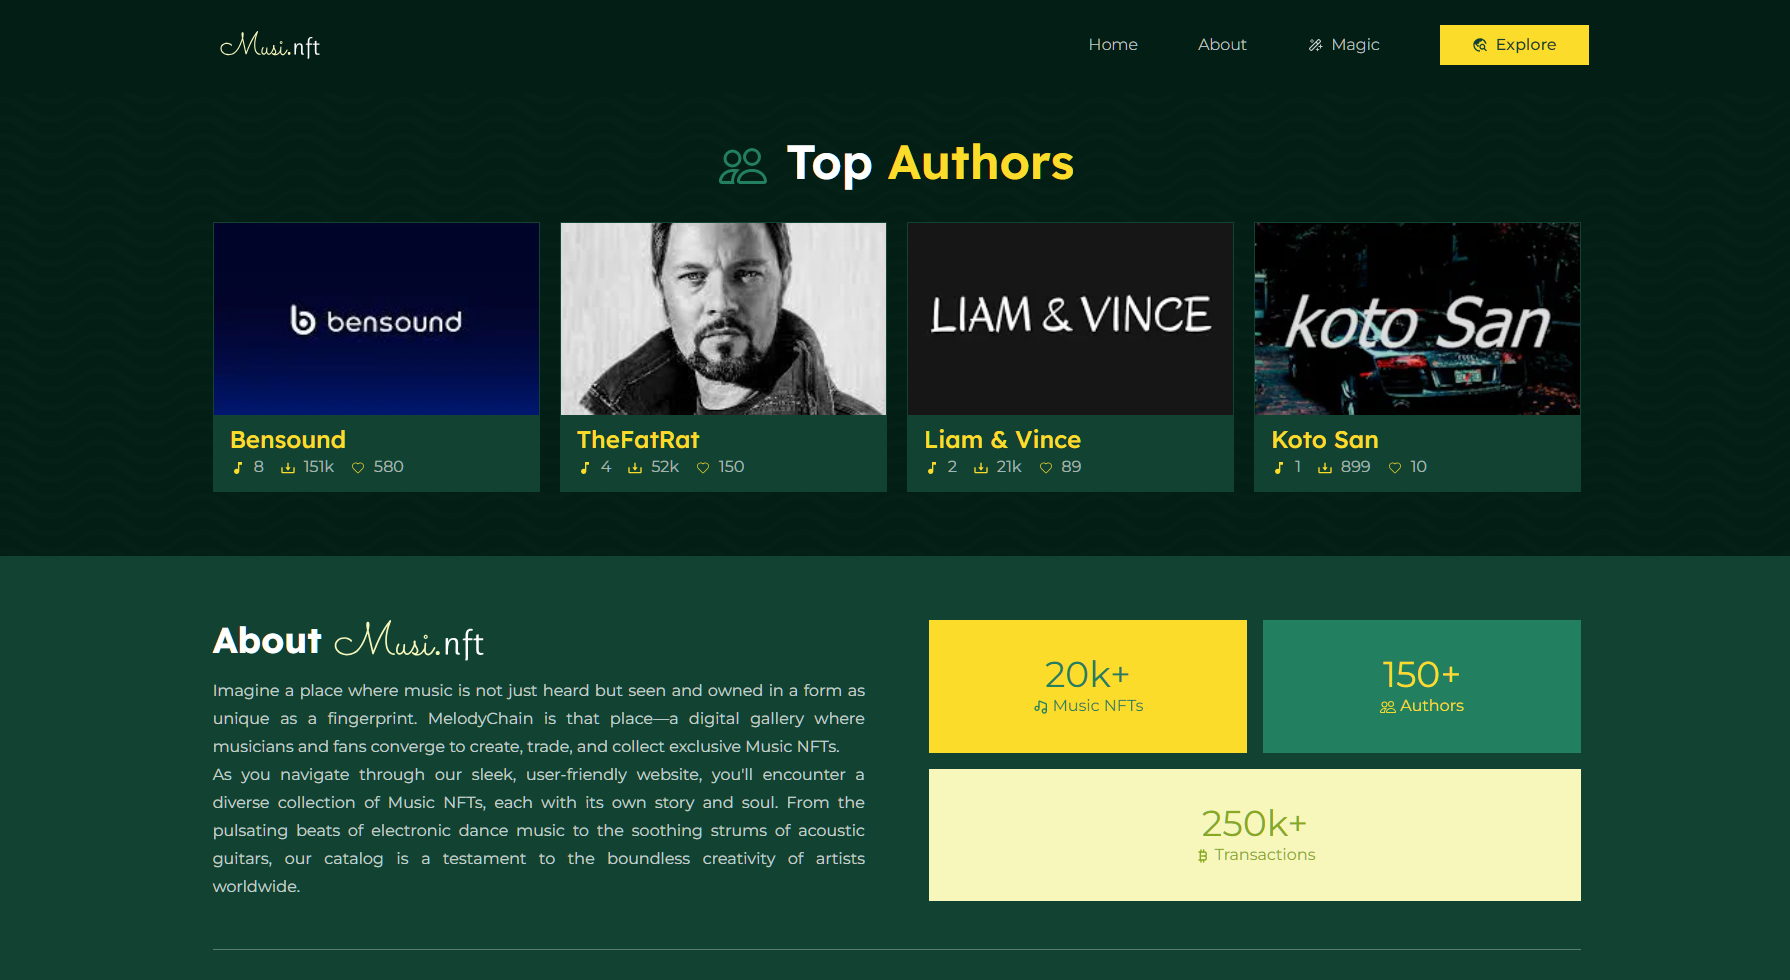 Musi.nft
Home About Magic Explore
Top Authors
bensound
LIAM & VINCE
koto San
Bensound
8 151k 580
TheFatRat
4 52k 150
Liam & Vince
2 21k 89
Koto San
1 899 10
About Musi.nft
Imagine a place where music is not just heard but seen and owned in a form as
unique as a fingerprint. MelodyChain is that place—a digital gallery where
musicians and fans converge to create, trade, and collect exclusive Music NFTs.
As you navigate through our sleek, user-friendly website, you'll encounter a
diverse collection of Music NFTs, each with its own story and soul. From the
pulsating beats of electronic dance music to the soothing strums of acoustic
guitars, our catalog is a testament to the boundless creativity of artists
worldwide.
20k+
Music NFTs
150+
Authors
250k+
Transactions